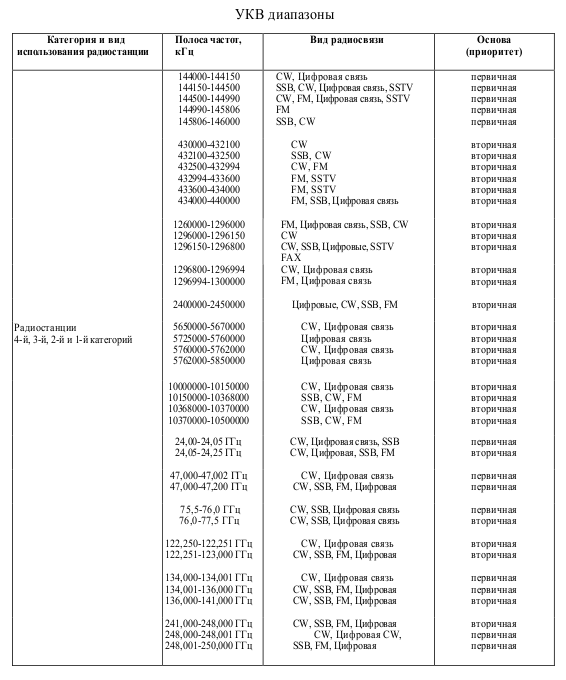 УКВ диапазоны
Категория и вид использования радиостанции Полоса частот, кГц Вид радиосвязи Основа (приоритет)
144000-144150 CW, Цифровая связь первичная
144150-144500 SSB, CW, Цифровая связь, SSTV первичная
144500-144990 CW, FM, Цифровая связь, SSTV первичная
144990-145806 FM первичная
145806-146000 SSB, CW первичная
430000-432100 CW вторичная
432100-432500 SSB, CW вторичная
432500-432994 CW, FM вторичная
432994-433600 FM, SSTV вторичная
433600-434000 FM, SSTV вторичная
434000-440000 FM, SSB, Цифровая связь вторичная
1260000-1296000 FM, Цифровая связь, SSB, CW вторичная
1296000-1296150 CW вторичная
1296150-1296800 CW, SSB, Цифровые, SSTV вторичная
FAX
1296800-1296994 CW, Цифровая связь вторичная
1296994-1300000 FM, Цифровая связь вторичная
2400000-2450000 Цифровые, CW, SSB, FM вторичная
Радиостанции
4-й, 3-й, 2-й и 1-й категорий
5650000-5670000 CW, Цифровая связь вторичная
5725000-5760000 Цифровая связь вторичная
5760000-5762000 CW, Цифровая связь вторичная
5762000-5850000 Цифровая связь вторичная
10000000-10150000 CW, Цифровая связь вторичная
10150000-10368000 SSB, CW, FM вторичная
10368000-10370000 CW, Цифровая связь вторичная
10370000-10500000 SSB, CW, FM вторичная
24,00-24,05 ГГц CW, Цифровая связь, SSB первичная
24,05-24,25 ГГц CW, Цифровая, SSB, FM вторичная
47,000-47,002 ГГц CW, Цифровая связь первичная
47,000-47,200 ГГц CW, SSB, FM, Цифровая первичная
75,5-76,0 ГГц CW, SSB, Цифровая связь первичная
76,0-77,5 ГГц CW, SSB, Цифровая связь вторичная
122,250-122,251 ГГц CW, Цифровая связь вторичная
122,251-123,000 ГГц CW, SSB, FM, Цифровая вторичная
134,000-134,001 ГГц CW, Цифровая связь первичная
134,001-136,000 ГГц CW, SSB, FM, Цифровая первичная
136,000-141,000 ГГц CW, SSB, FM, Цифровая вторичная
241,000-248,000 ГГц CW, SSB, FM, Цифровая вторичная
248,000-248,001 ГГц CW, Цифровая CW, первичная
248,001-250,000 ГГц SSB, FM, Цифровая первичная